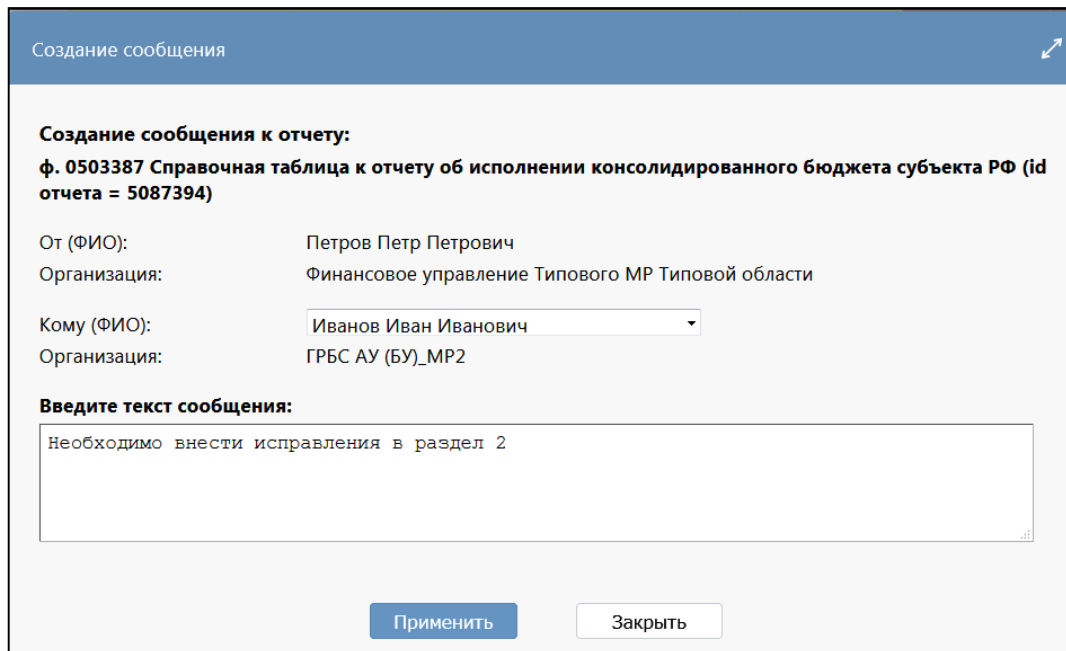 Создание сообщения
Создание сообщения к отчету:
ф. 0503387 Справочная таблица к отчету об исполнении консолидированного бюджета субъекта РФ (id
отчета = 5087394)
От (ФИО): Петров Петр Петрович
Организация: Финансовое управление Типового МР Типовой области
Кому (ФИО): Иванов Иван Иванович
Организация: ГРБС АУ (БУ)_МР2
Введите текст сообщения:
Необходимо внести исправления в раздел 2
Применить Закрыть